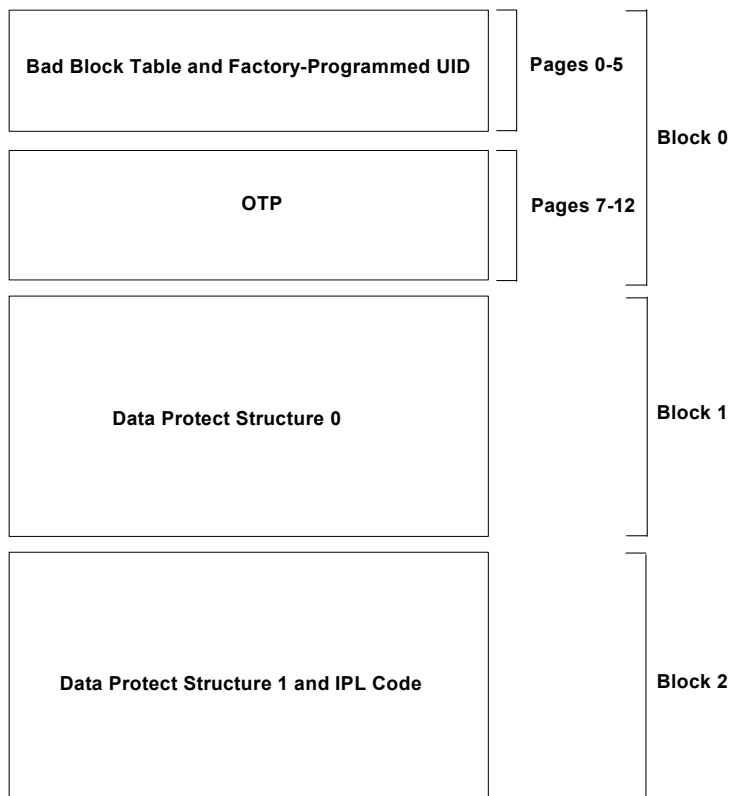 Bad Block Table and Factory-Programmed UID
Pages 0-5
Block 0
OTP
Pages 7-12
Data Protect Structure 0
Block 1
Data Protect Structure 1 and IPL Code
Block 2